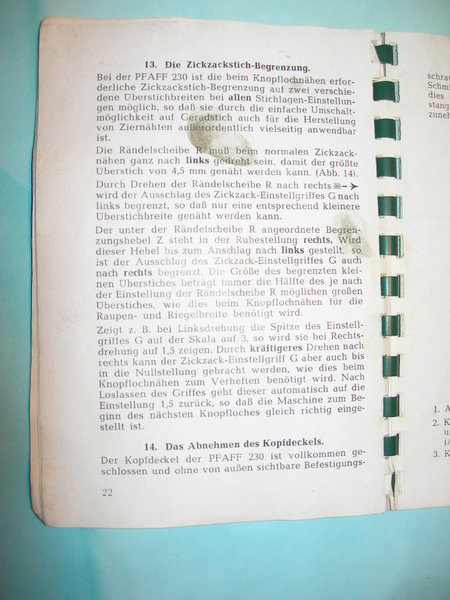 13. Die Zickzackstich-Begrenzung.
Bei der PFAFF 230 ist die beim Knopflochnähen erfor-
derliche Zickzackstich-Begrenzung auf zwei verschie-
dene Überstichbreiten bei allen Stichlagen-Einstellun-
gen möglich, so daß sie durch die einfache Umschalt-
möglichkeit auf Geradstich auch für die Herstellung
von Ziernähten außerordentlich vielseitig anwendbar
ist.
Die Rändelscheibe R muß beim normalen Zickzack-
nähen ganz nach links gedreht sein, damit der größte
Überstich von 4,5 mm genäht werden kann. (Abb. 14).
Durch Drehen der Rändelscheibe R nach rechts
wird der Ausschlag des Zickzack-Einstellgriffes G nach
links begrenzt, so daß nur eine entsprechend kleinere
Überstichbreite genäht werden kann.
Der unter der Rändelscheibe R angeordnete Begren-
zungshebel Z steht in der Ruhestellung rechts. Wird
dieser Hebel bis zum Anschlag nach links gestellt, so
ist der Ausschlag des Zickzack-Einstellgriffes G auch
nach rechts begrenzt. Die Größe des begrenzten klei-
nen Überstiches beträgt immer die Hälfte des je nach
der Einstellung der Rändelscheibe R möglichen großen
Überstiches, wie dies beim Knopflochnähen für die
Raupen- und Riegelbreite benötigt wird.
Zeigt z. B. bei Linksdrehung die Spitze des Einstell-
griffes G auf der Skala auf 3, so wird sie bei Rechts-
drehung auf 1,5 zeigen. Durch kräftigeres Drehen nach
rechts kann der Zickzack-Einstellgriff G aber auch bis
in die Nullstellung gebracht werden, wie dies beim
Knopflochnähen zum Verheften benötigt wird. Nach
Loslassen des Griffes geht dieser automatisch auf die
Einstellung 1,5 zurück, so daß die Maschine zum Be-
ginn des nächsten Knopfloches gleich richtig einge-
stellt ist.
14. Das Abnehmen des Kopfdeckels.
Der Kopfdeckel der PFAFF 230 ist vollkommen ge-
schlossen und ohne von außen sichtbare Befestigungs-
22
schrau
Schmi
dies
stang
zuneh
1. A
2. K
u
(A
3. K